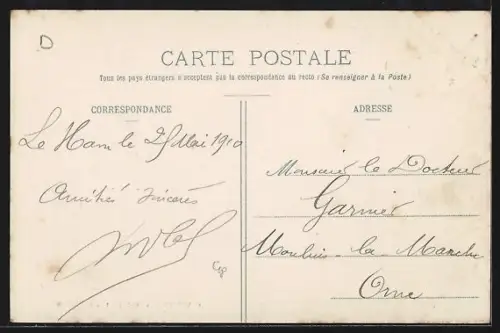 D
CARTE POSTALE
Tous les pays étrangers n'acceptent pas la correspondance au recto (Se renseigner à la Poste)
CORRESPONDANCE
ADRESSE
Le Ham le 25 Mai 1910
Amitiés sincères
Monsieur le Docteur
Garnier
Moulins-la-Marche
Orne